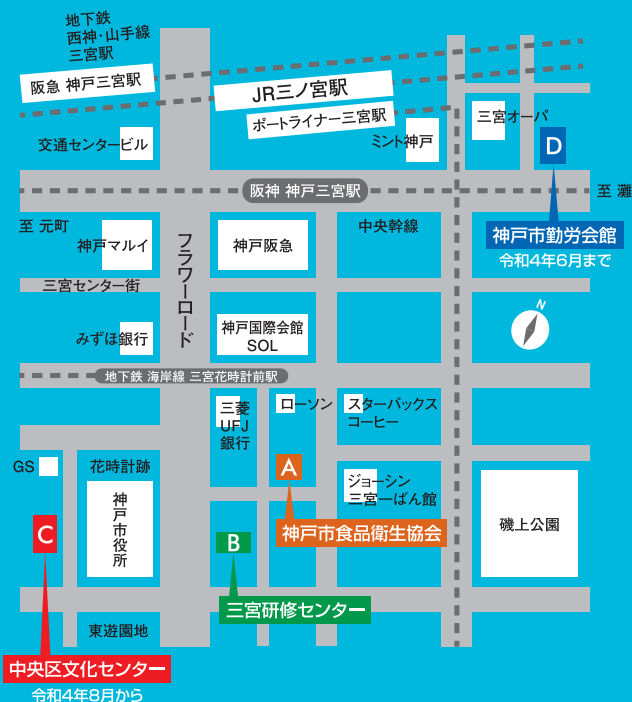 地下鉄
西神・山手線
三宮駅
阪急 神戸三宮駅
JR三ノ宮駅
ポートライナー三宮駅
交通センタービル
ミント神戸
三宮オーパ
D
阪神 神戸三宮駅
至 灘
至 元町
神戸マルイ
フラワーロード
神戸阪急
中央幹線
神戸市勤労会館
令和4年6月まで
三宮センター街
みずほ銀行
神戸国際会館
SOL
N
地下鉄 海岸線 三宮花時計前駅
三菱
UFJ
銀行
ローソン
スターバックス
コーヒー
GS
花時計跡
A
ジョーシン
三宮一ばん館
神戸市役所
磯上公園
C
B
神戸市食品衛生協会
三宮研修センター
東遊園地
中央区文化センター
令和4年8月から